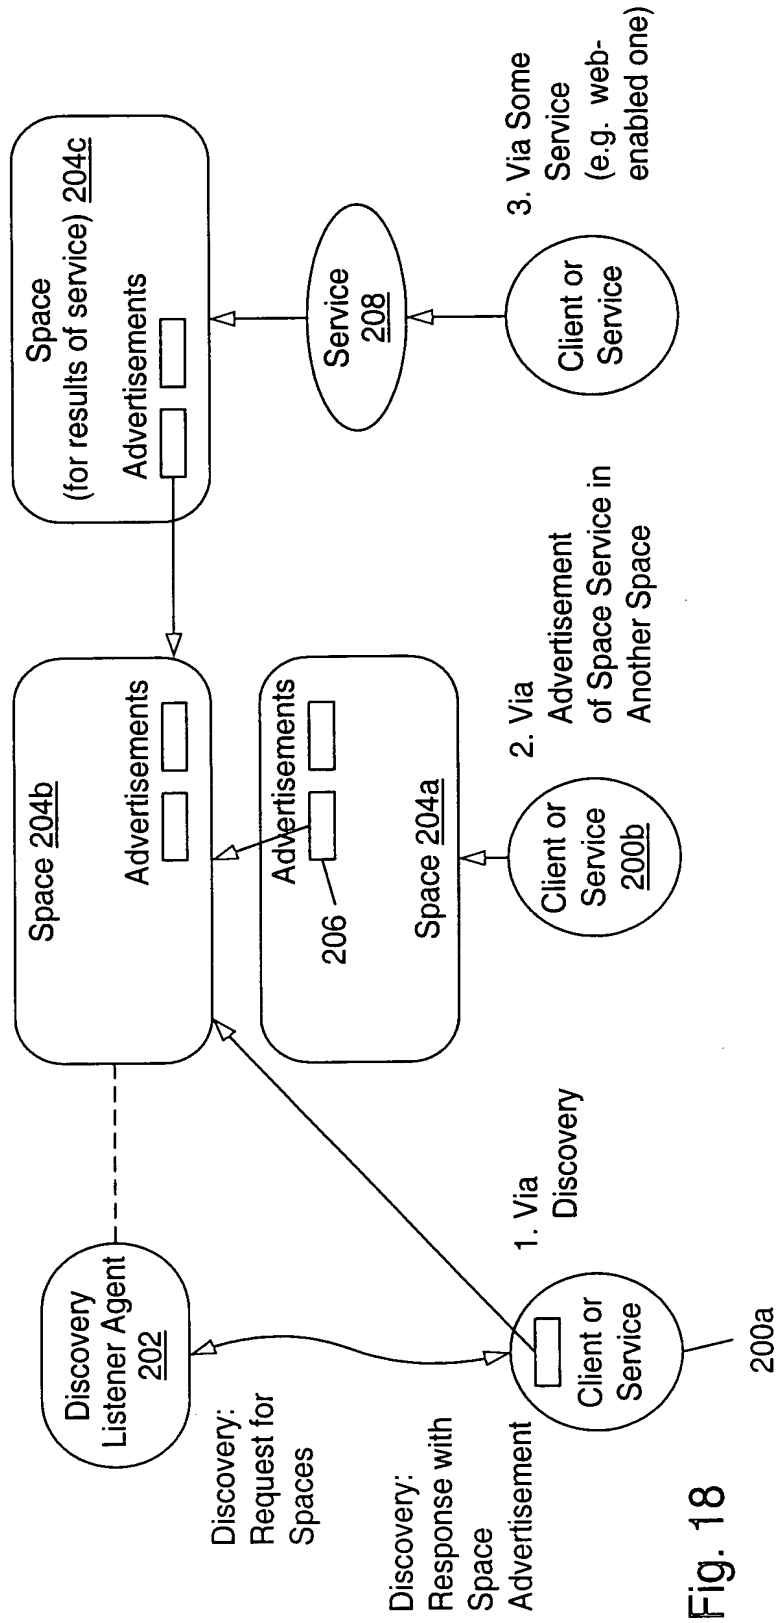 Discovery
Listener Agent
202
Discovery:
Request for
Spaces
Discovery:
Response with
Space
Advertisement
Client or
Service
200a
1. Via
Discovery
Space 204b
Advertisements
Advertisements
206
Space 204a
Client or
Service
200b
2. Via
Advertisement
of Space Service in
Another Space
Space
(for results of service) 204c
Advertisements
Service
208
Client or
Service
3. Via Some
Service
(e.g. web-
enabled one)
Fig. 18